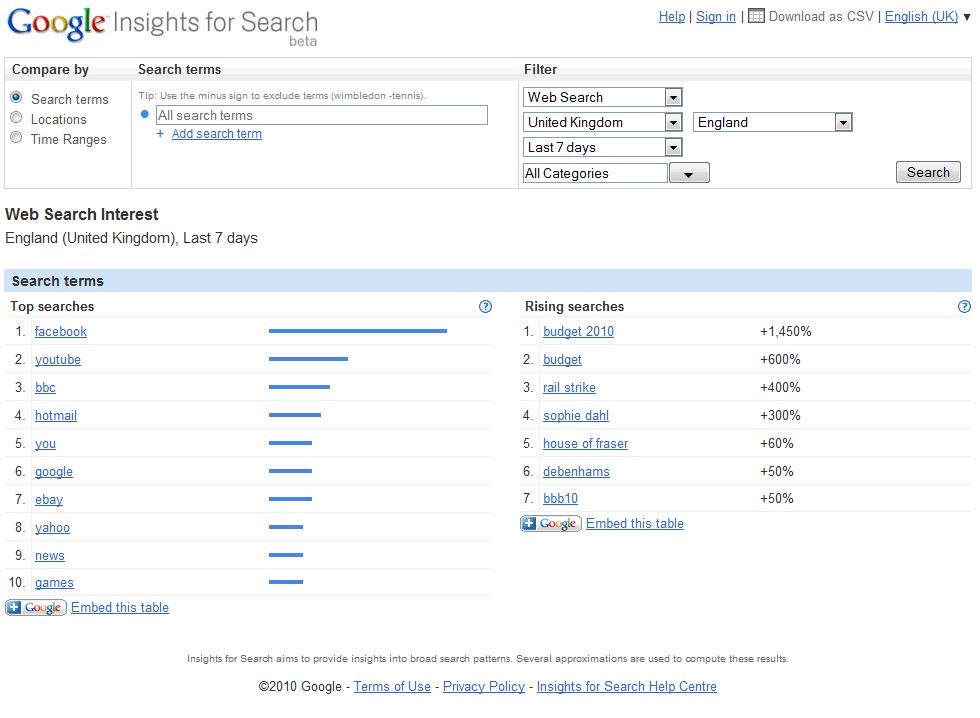 Google Insights for Search
beta
Help | Sign in | Download as CSV | English (UK) ▼
Compare by
Search terms
Locations
Time Ranges
Search terms
Tip: Use the minus sign to exclude terms (wimbledon -tennis).
All search terms
+ Add search term
Filter
Web Search
United Kingdom England
Last 7 days
All Categories
Search
Web Search Interest
England (United Kingdom), Last 7 days
Search terms
Top searches ?
1. facebook
2. youtube
3. bbc
4. hotmail
5. you
6. google
7. ebay
8. yahoo
9. news
10. games
+ Google Embed this table
Rising searches ?
1. budget 2010 +1,450%
2. budget +600%
3. rail strike +400%
4. sophie dahl +300%
5. house of fraser +60%
6. debenhams +50%
7. bbb10 +50%
+ Google Embed this table
Insights for Search aims to provide insights into broad search patterns. Several approximations are used to compute these results.
©2010 Google - Terms of Use - Privacy Policy - Insights for Search Help Centre